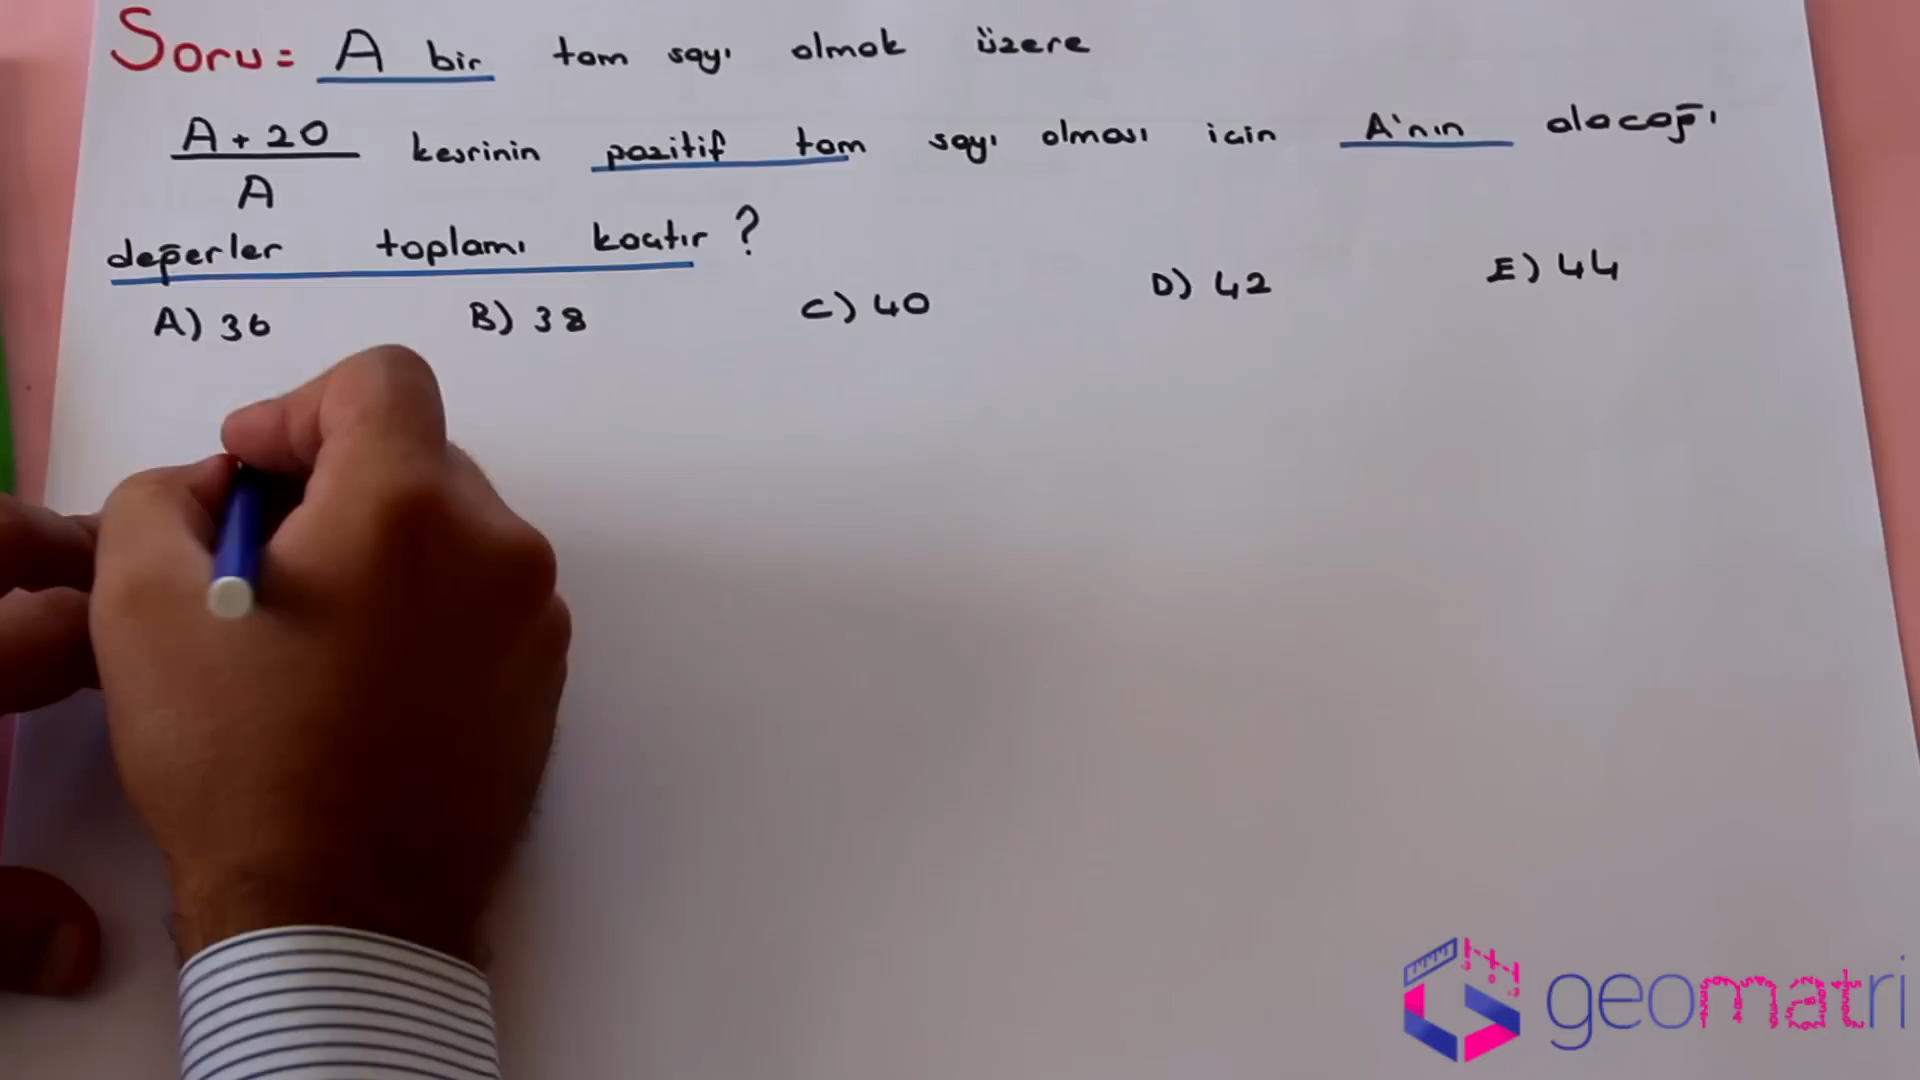 Soru = A bir tam sayı olmak üzere
A + 20
A
kesrinin pozitif tam sayı olması için A'nın alacağı
değerler toplamı kaçtır ?
A) 36 B) 38 C) 40 D) 42 E) 44
geomatri